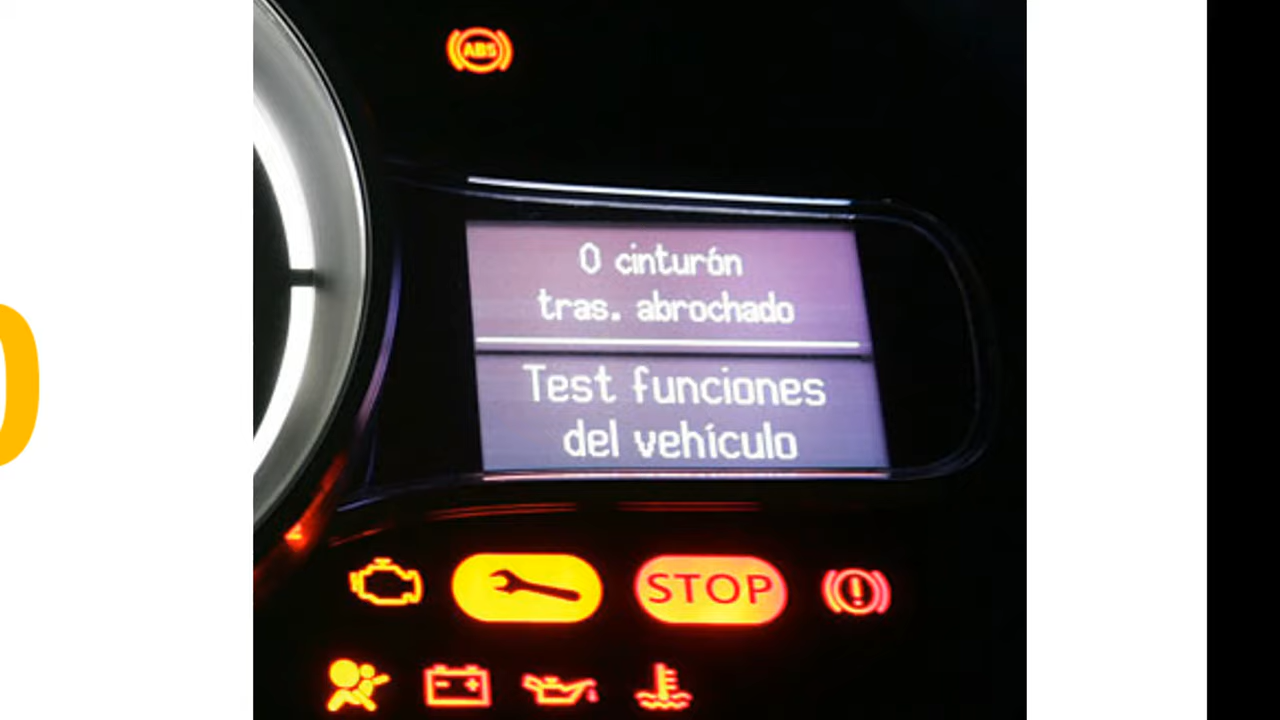 ABS
0 cinturón
tras. abrochado
Test funciones
del vehículo
STOP